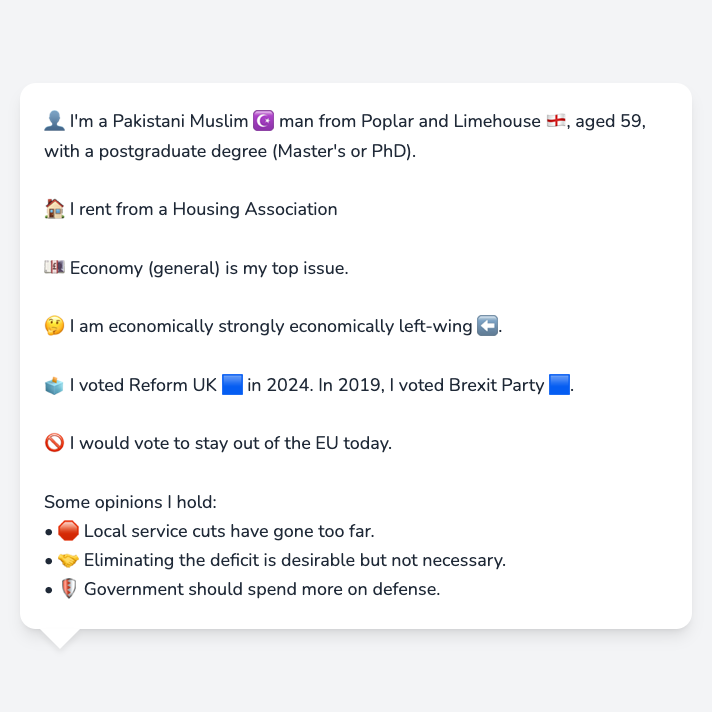 👤 I'm a Pakistani Muslim ☪️ man from Poplar and Limehouse 🏴󠁧󠁢󠁥󠁮󠁧󠁿, aged 59,
with a postgraduate degree (Master's or PhD).
🏠 I rent from a Housing Association
💷 Economy (general) is my top issue.
🤔 I am economically strongly economically left-wing ⬅️.
🗳️ I voted Reform UK 🟦 in 2024. In 2019, I voted Brexit Party 🟦.
🚫 I would vote to stay out of the EU today.
Some opinions I hold:
• 🛑 Local service cuts have gone too far.
• 🤝 Eliminating the deficit is desirable but not necessary.
• 🛡️ Government should spend more on defense.